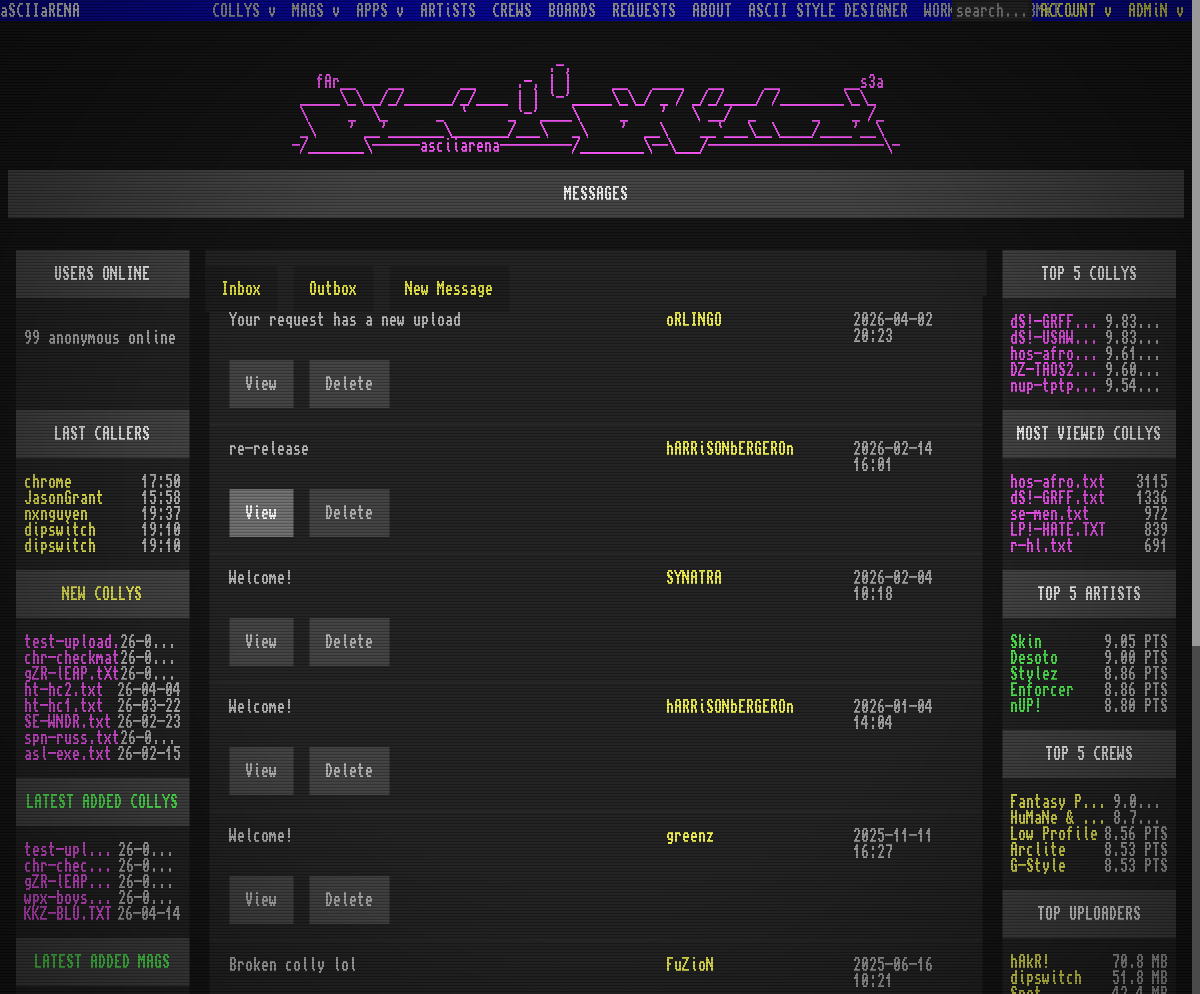 aSCIIaRENA COLLYS v MAGS v APPS v ARTiSTS CREWS BOARDS REQUESTS ABOUT ASCII STYLE DESIGNER search... ACCOUNT v ADMiN v
fAr s3a
asciiarena
MESSAGES
USERS ONLINE
99 anonymous online
LAST CALLERS
chrome 17:50
JasonGrant 15:58
nxnguyen 19:37
dipswitch 19:10
dipswitch 19:10
NEW COLLYS
test-upload. 26-0...
chr-checkmat 26-0...
gZR-lEAP.tXt 26-0...
ht-hc2.txt 26-04-04
ht-hc1.txt 26-03-22
SE-WNDR.txt 26-02-23
spn-russ.txt 26-0...
asl-exe.txt 26-02-15
LATEST ADDED COLLYS
test-upl... 26-0...
chr-chec... 26-0...
gZR-lEAP... 26-0...
wpx-boys... 26-0...
KKZ-BLU.TXT 26-04-14
LATEST ADDED MAGS
Inbox Outbox New Message
Your request has a new upload oRLINGO 2026-04-02
20:23
View Delete
re-release hARRiSONbERGEROn 2026-02-14
16:01
View Delete
Welcome! SYNATRA 2026-02-04
10:18
View Delete
Welcome! hARRiSONbERGEROn 2026-01-04
14:04
View Delete
Welcome! greenz 2025-11-11
16:27
View Delete
Broken colly lol FuZioN 2025-06-16
10:21
TOP 5 COLLYS
dS!-GRFF... 9.83...
dS!-USAW... 9.83...
hos-afro... 9.61...
DZ-TAOS2... 9.60...
nup-tptp... 9.54...
MOST VIEWED COLLYS
hos-afro.txt 3115
dS!-GRFF.txt 1336
se-men.txt 972
LP!-HATE.TXT 839
r-hl.txt 691
TOP 5 ARTISTS
Skin 9.05 PTS
Desoto 9.00 PTS
Stylez 8.86 PTS
Enforcer 8.86 PTS
nUP! 8.80 PTS
TOP 5 CREWS
Fantasy P... 9.0...
HuMaNe & ... 8.7...
Low Profile 8.56 PTS
Arclite 8.53 PTS
G-Style 8.53 PTS
TOP UPLOADERS
hAkR! 70.8 MB
dipswitch 51.8 MB